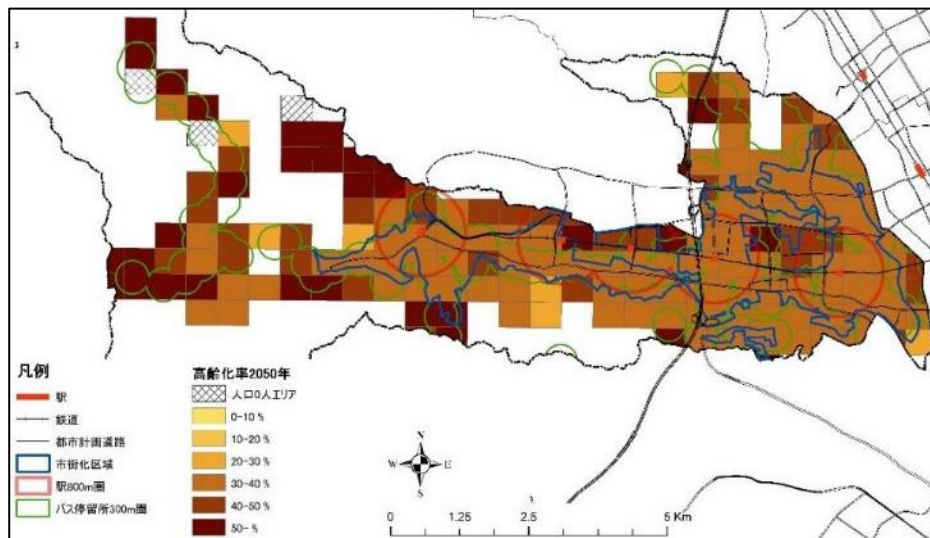 凡例
駅
鉄道
都市計画道路
市街化区域
駅800m圏
バス停留所300m圏
高齢化率2050年
人口0人エリア
0-10 %
10-20 %
20-30 %
30-40 %
40-50 %
50- %
N
W
E
S
0
1.25
2.5
5 Km